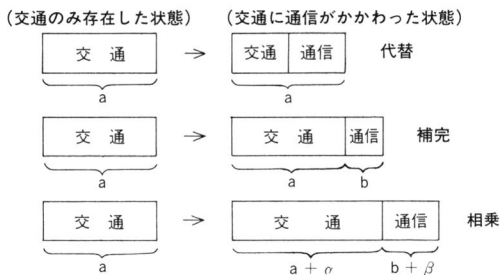 (交通のみ存在した状態) (交通に通信がかかわった状態)
交 通 → 交通 通信 代替
a a
交 通 → 交 通 通信 補完
a a b
交 通 → 交 通 通信 相乗
a a + α b + β